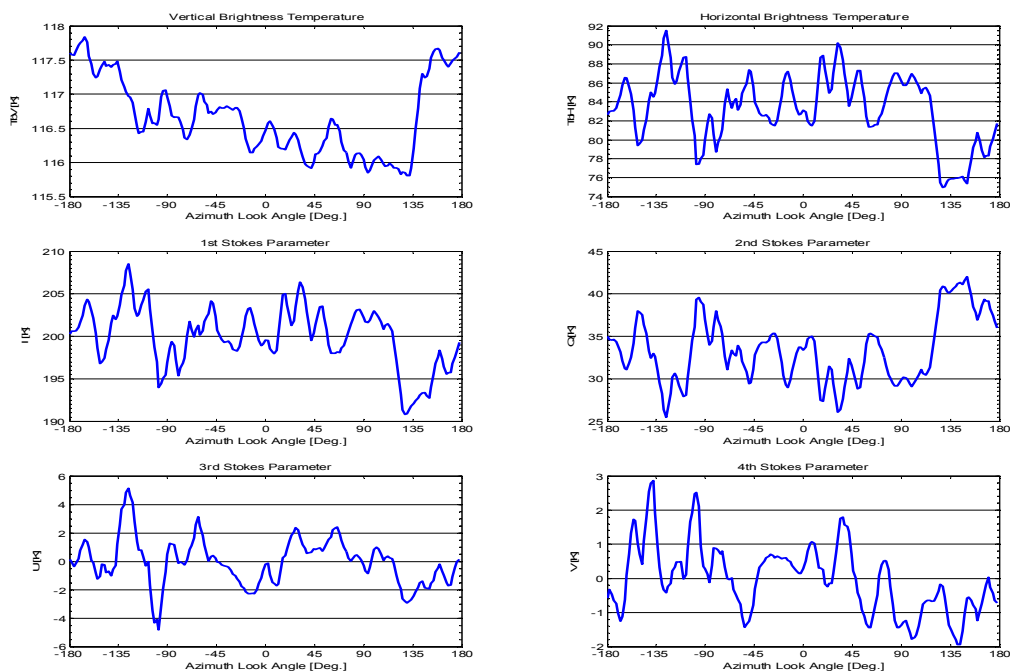 Vertical Brightness Temperature
118
117.5
117
116.5
116
115.5
TBV[K]
-180 -135 -90 -45 0 45 90 135 180
Azimuth Look Angle [Deg.]
Horizontal Brightness Temperature
92
90
88
86
84
82
80
78
76
74
TBH[K]
-180 -135 -90 -45 0 45 90 135 180
Azimuth Look Angle [Deg.]
1st Stokes Parameter
210
205
200
195
190
I [K]
-180 -135 -90 -45 0 45 90 135 180
Azimuth Look Angle [Deg.]
2nd Stokes Parameter
45
40
35
30
25
Q[K]
-180 -135 -90 -45 0 45 90 135 180
Azimuth Look Angle [Deg.]
3rd Stokes Parameter
6
4
2
0
-2
-4
-6
U[K]
-180 -135 -90 -45 0 45 90 135 180
Azimuth Look Angle [Deg.]
4th Stokes Parameter
3
2
1
0
-1
-2
V[K]
-180 -135 -90 -45 0 45 90 135 180
Azimuth Look Angle [Deg.]